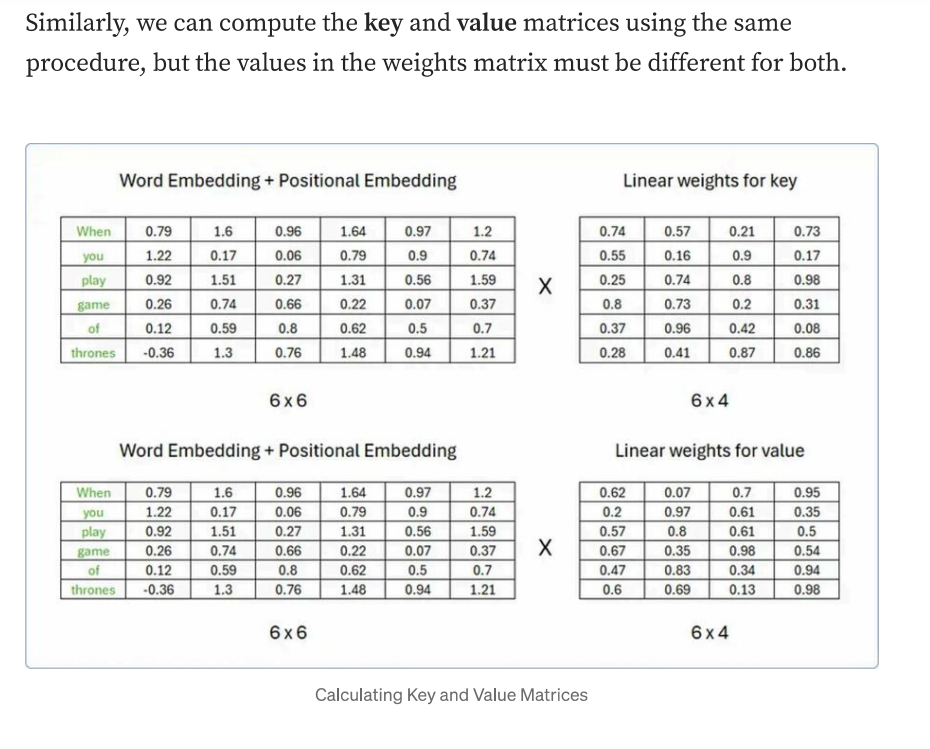 Similarly, we can compute the key and value matrices using the same
procedure, but the values in the weights matrix must be different for both.
Word Embedding + Positional Embedding
Linear weights for key
When 0.79 1.6 0.96 1.64 0.97 1.2
you 1.22 0.17 0.06 0.79 0.9 0.74
play 0.92 1.51 0.27 1.31 0.56 1.59
game 0.26 0.74 0.66 0.22 0.07 0.37
of 0.12 0.59 0.8 0.62 0.5 0.7
thrones -0.36 1.3 0.76 1.48 0.94 1.21
X
0.74 0.57 0.21 0.73
0.55 0.16 0.9 0.17
0.25 0.74 0.8 0.98
0.8 0.73 0.2 0.31
0.37 0.96 0.42 0.08
0.28 0.41 0.87 0.86
6 x 6
6 x 4
Word Embedding + Positional Embedding
Linear weights for value
When 0.79 1.6 0.96 1.64 0.97 1.2
you 1.22 0.17 0.06 0.79 0.9 0.74
play 0.92 1.51 0.27 1.31 0.56 1.59
game 0.26 0.74 0.66 0.22 0.07 0.37
of 0.12 0.59 0.8 0.62 0.5 0.7
thrones -0.36 1.3 0.76 1.48 0.94 1.21
X
0.62 0.07 0.7 0.95
0.2 0.97 0.61 0.35
0.57 0.8 0.61 0.5
0.67 0.35 0.98 0.54
0.47 0.83 0.34 0.94
0.6 0.69 0.13 0.98
6 x 6
6 x 4
Calculating Key and Value Matrices